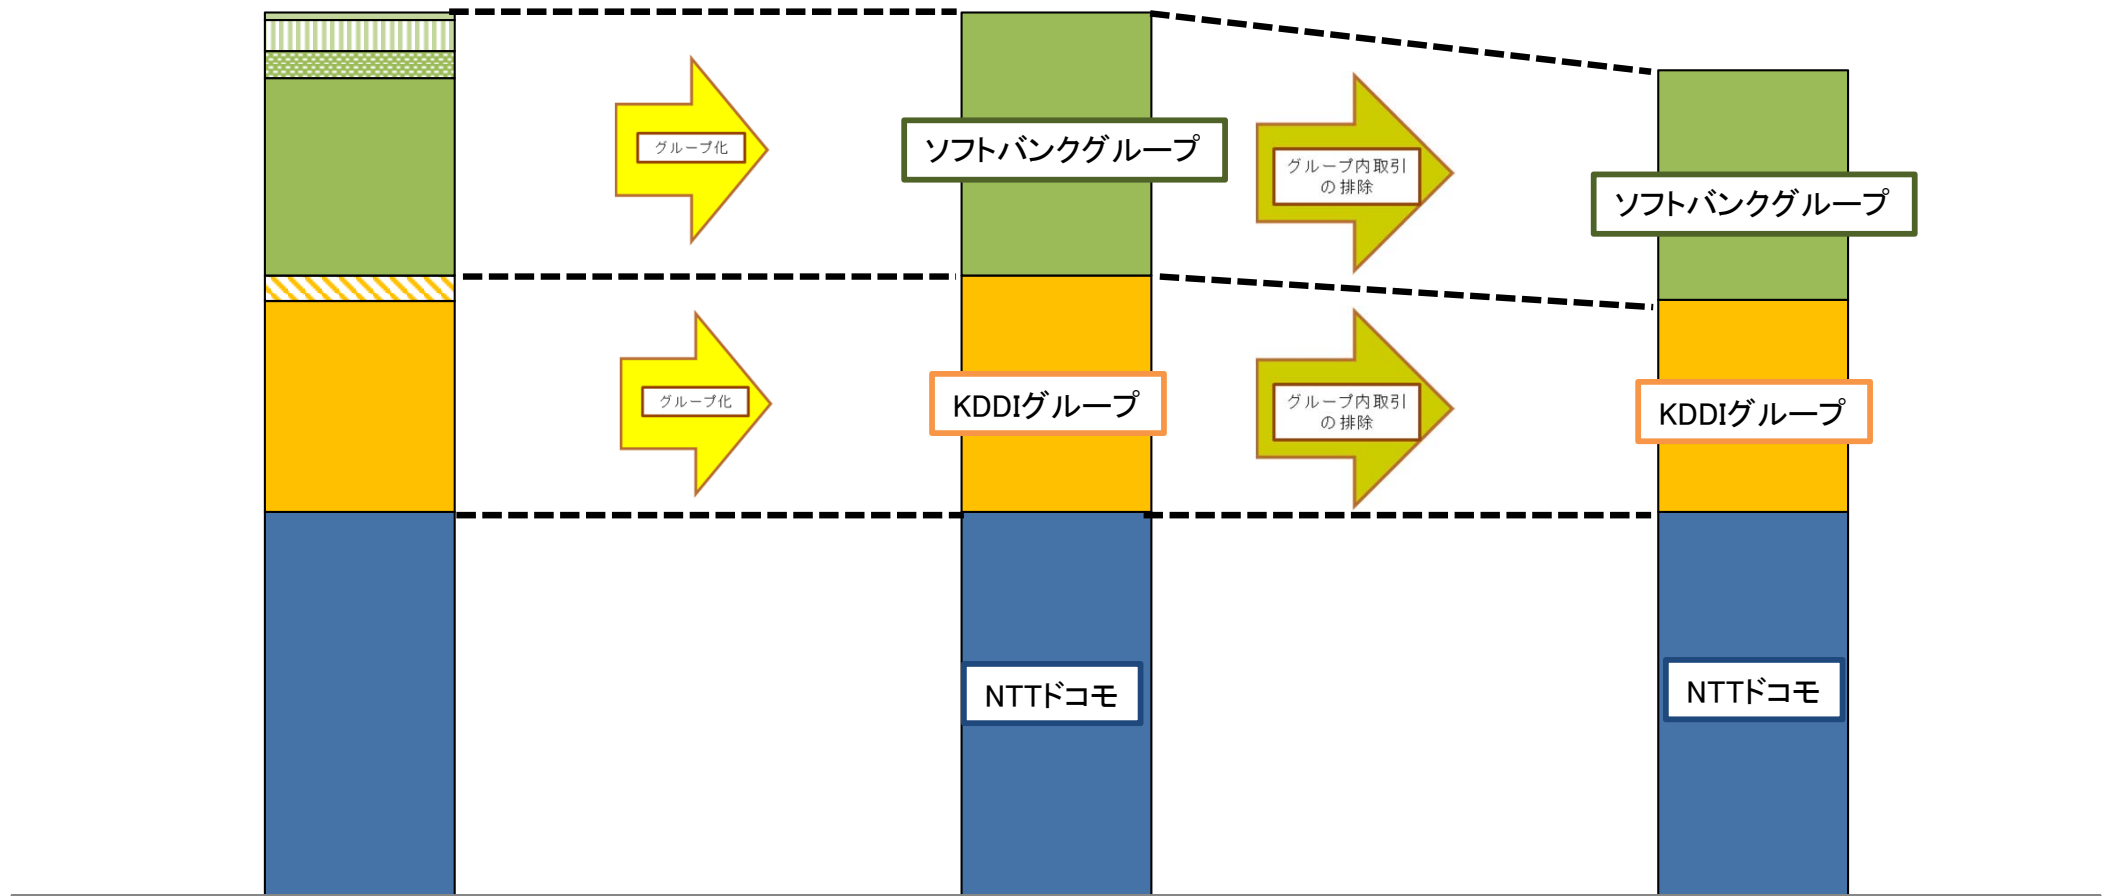 グループ化
ソフトバンクグループ
グループ内取引
の排除
ソフトバンクグループ
グループ化
KDDIグループ
グループ内取引
の排除
KDDIグループ
NTTドコモ
NTTドコモ